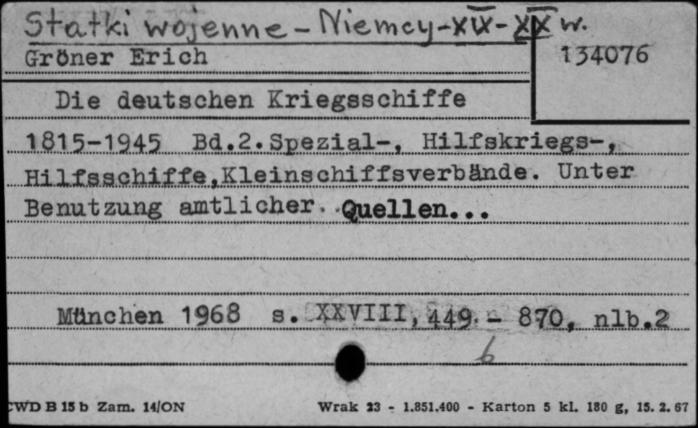 Statki wojenne - Niemcy - XIX - XX w.
Gröner Erich
134076
Die deutschen Kriegsschiffe
1815-1945 Bd.2. Spezial-, Hilfskriegs-,
Hilfsschiffe,Kleinschiffsverbände. Unter
Benutzung amtlicher Quellen...
München 1968 s. XXVIII, 449 - 870, nlb.2
6
CWD B 15 b Zam. 14/ON
Wrak 23 - 1.851.400 - Karton 5 kl. 180 g, 15. 2. 67